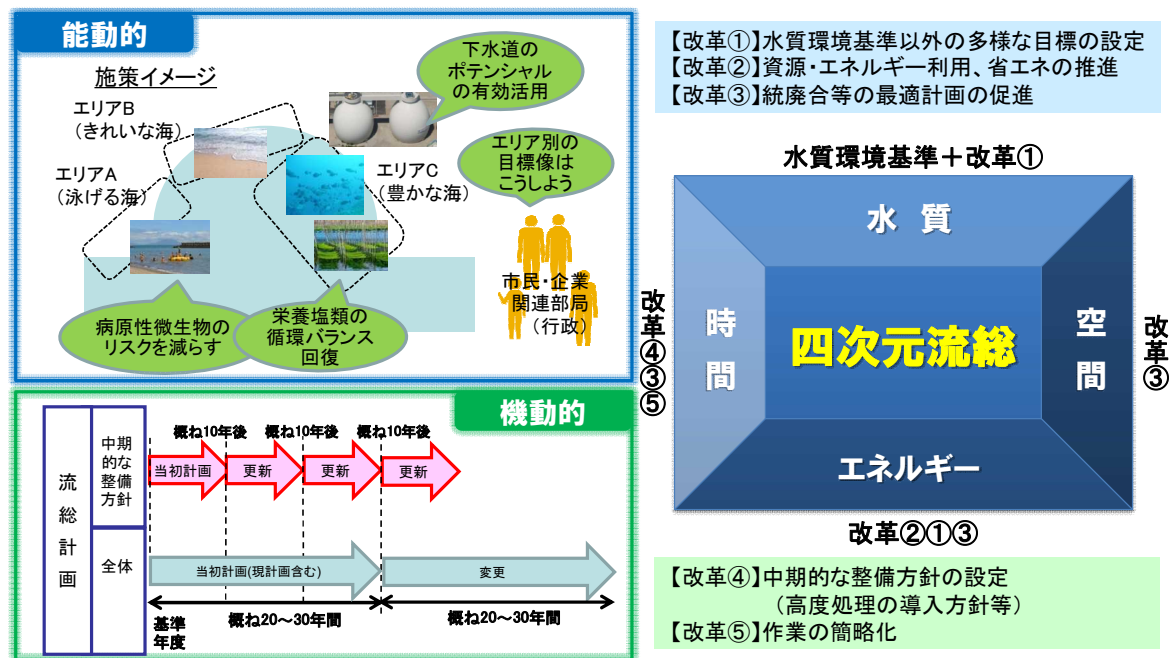 能動的
施策イメージ
エリアB
（きれいな海）
エリアA
（泳げる海）
エリアC
（豊かな海）
下水道の
ポテンシャル
の有効活用
エリア別の
目標像は
こうしよう
市民・企業
関連部局
（行政）
病原性微生物の
リスクを減らす
栄養塩類の
循環バランス
回復
機動的
流総計画
中期
的な
整備
方針
全体
概ね10年後
概ね10年後
概ね10年後
当初計画
更新
更新
更新
当初計画(現計画含む)
変更
基準
年度
概ね20～30年間
概ね20～30年間
【改革①】水質環境基準以外の多様な目標の設定
【改革②】資源・エネルギー利用、省エネの推進
【改革③】統廃合等の最適計画の促進
水質環境基準＋改革①
水 質
改革④③⑤
時間
四次元流総
空間
改革③
エネルギー
改革②①③
【改革④】中期的な整備方針の設定
（高度処理の導入方針等）
【改革⑤】作業の簡略化